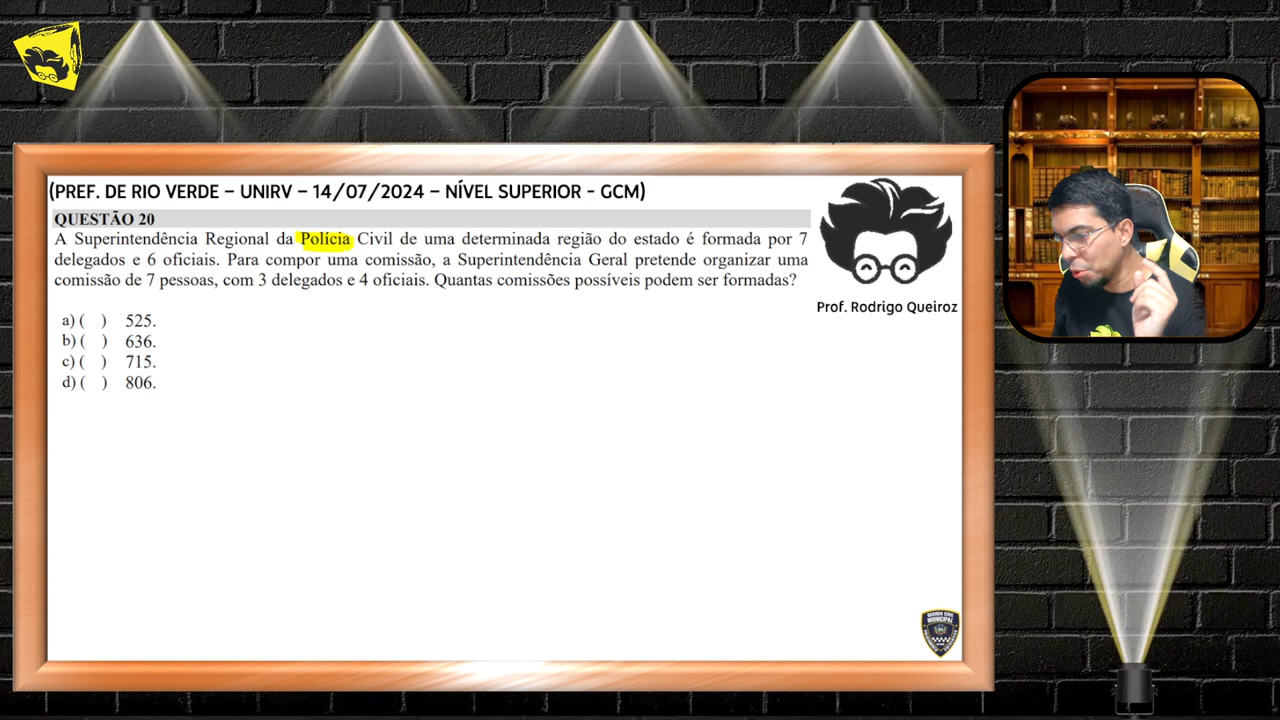 (PREF. DE RIO VERDE – UNIRV – 14/07/2024 – NÍVEL SUPERIOR - GCM)
QUESTÃO 20
A Superintendência Regional da Polícia Civil de uma determinada região do estado é formada por 7
delegados e 6 oficiais. Para compor uma comissão, a Superintendência Geral pretende organizar uma
comissão de 7 pessoas, com 3 delegados e 4 oficiais. Quantas comissões possíveis podem ser formadas?
a) ( ) 525.
b) ( ) 636.
c) ( ) 715.
d) ( ) 806.
Prof. Rodrigo Queiroz
MUNICIPAL